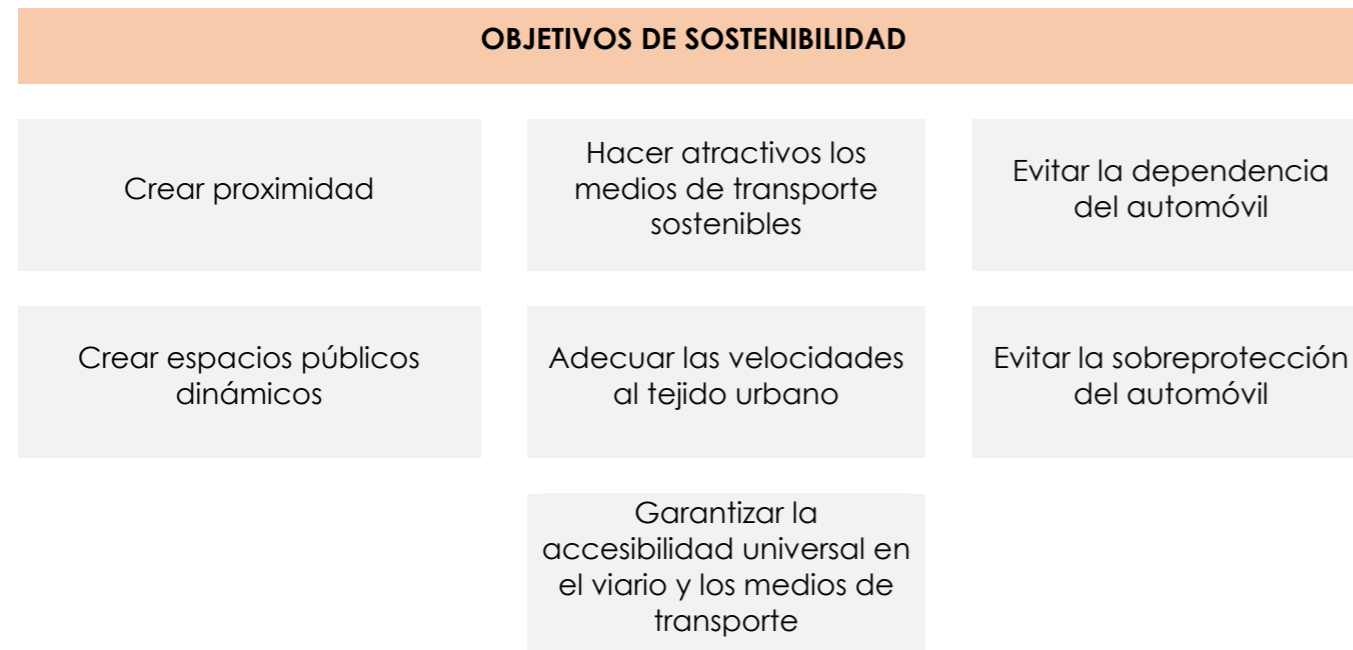 OBJETIVOS DE SOSTENIBILIDAD
Crear proximidad
Hacer atractivos los
medios de transporte
sostenibles
Evitar la dependencia
del automóvil
Crear espacios públicos
dinámicos
Adecuar las velocidades
al tejido urbano
Evitar la sobreprotección
del automóvil
Garantizar la
accesibilidad universal en
el viario y los medios de
transporte